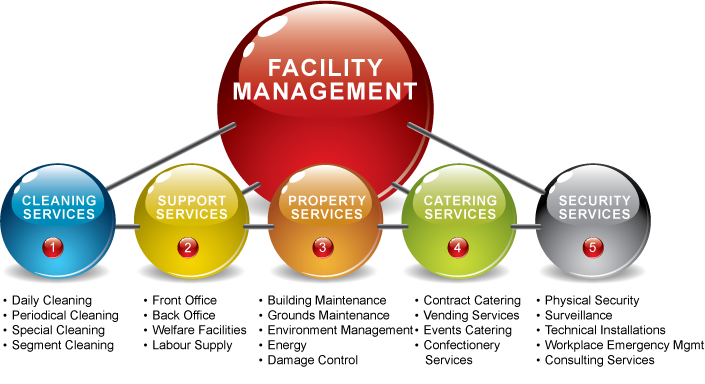 FACILITY
MANAGEMENT
CLEANING
SERVICES
1
SUPPORT
SERVICES
2
PROPERTY
SERVICES
3
CATERING
SERVICES
4
SECURITY
SERVICES
5
• Daily Cleaning
• Periodical Cleaning
• Special Cleaning
• Segment Cleaning
• Front Office
• Back Office
• Welfare Facilities
• Labour Supply
• Building Maintenance
• Grounds Maintenance
• Environment Management
• Energy
• Damage Control
• Contract Catering
• Vending Services
• Events Catering
• Confectionery
Services
• Physical Security
• Surveillance
• Technical Installations
• Workplace Emergency Mgmt
• Consulting Services